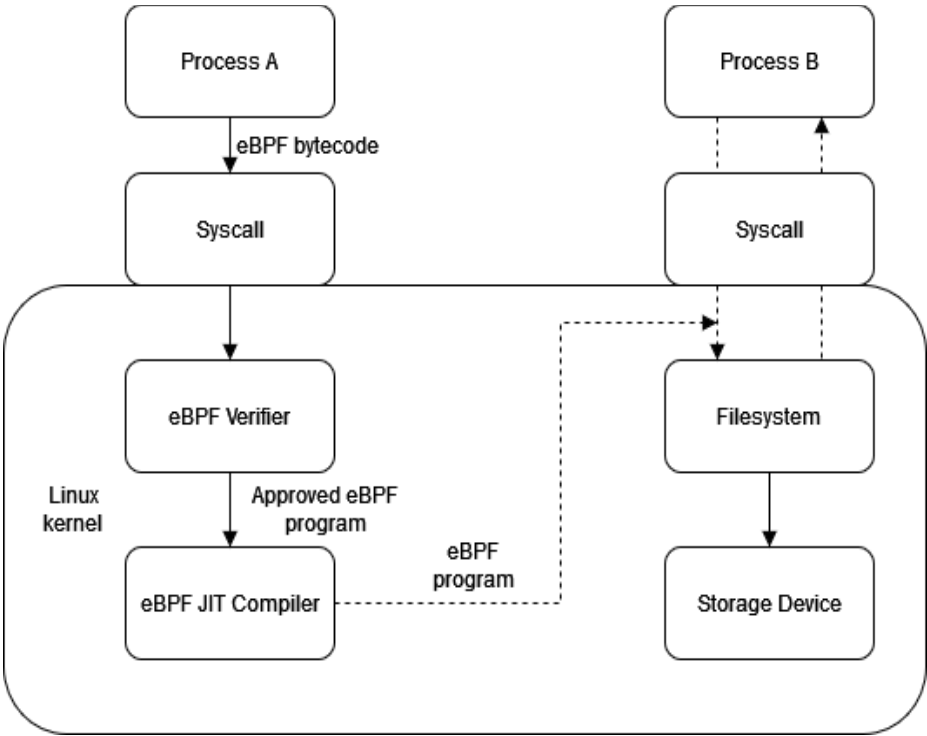 Process A
Process B
eBPF bytecode
Syscall
Syscall
eBPF Verifier
Filesystem
Linux
kernel
Approved eBPF
program
eBPF
program
eBPF JIT Compiler
Storage Device